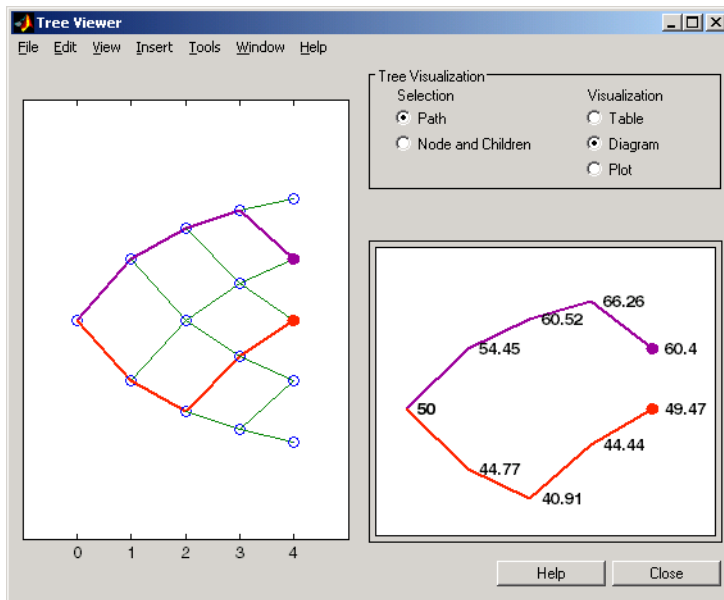 Tree Viewer
File Edit View Insert Tools Window Help
Tree Visualization
Selection
Path
Node and Children
Visualization
Table
Diagram
Plot
0 1 2 3 4
66.26
60.52
54.45
60.4
50
49.47
44.44
44.77
40.91
Help Close